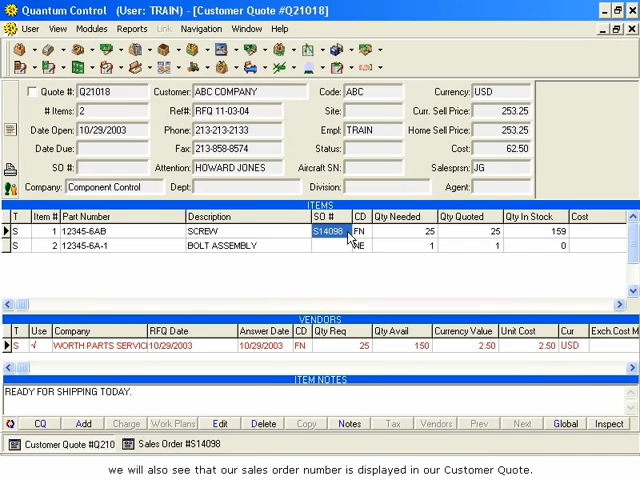 Quantum Control (User: TRAIN) - [Customer Quote #Q21018]
User View Modules Reports Link Navigation Window Help
Quote #: Q21018 Customer: ABC COMPANY Code: ABC Currency: USD
# Items: 2 Ref#: RFQ 11-03-04 Site: Curr. Sell Price: 253.25
Date Open: 10/29/2003 Phone: 213-213-2133 Empl: TRAIN Home Sell Price: 253.25
Date Due: Fax: 213-858-8574 Status: Cost: 62.50
SO #: Attention: HOWARD JONES Aircraft SN: Salesprsn: JG
Company: Component Control Dept: Division: Agent:
ITEMS
T Item # Part Number Description SO # CD Qty Needed Qty Quoted Qty In Stock Cost
S 1 12345-6AB SCREW S14098 FN 25 25 159
S 2 12345-6A-1 BOLT ASSEMBLY NE 1 1 0
VENDORS
T Use Company RFQ Date Answer Date CD Qty Req Qty Avail Currency Value Unit Cost Cur Exch.Cost M
S √ WORTH PARTS SERVIC 10/29/2003 10/29/2003 FN 25 150 2.50 2.50 USD
ITEM NOTES
READY FOR SHIPPING TODAY.
CQ Add Charge Work Plans Edit Delete Copy Notes Tax Vendors Prev Next Global Inspect
Customer Quote #Q210 Sales Order #S14098
we will also see that our sales order number is displayed in our Customer Quote.